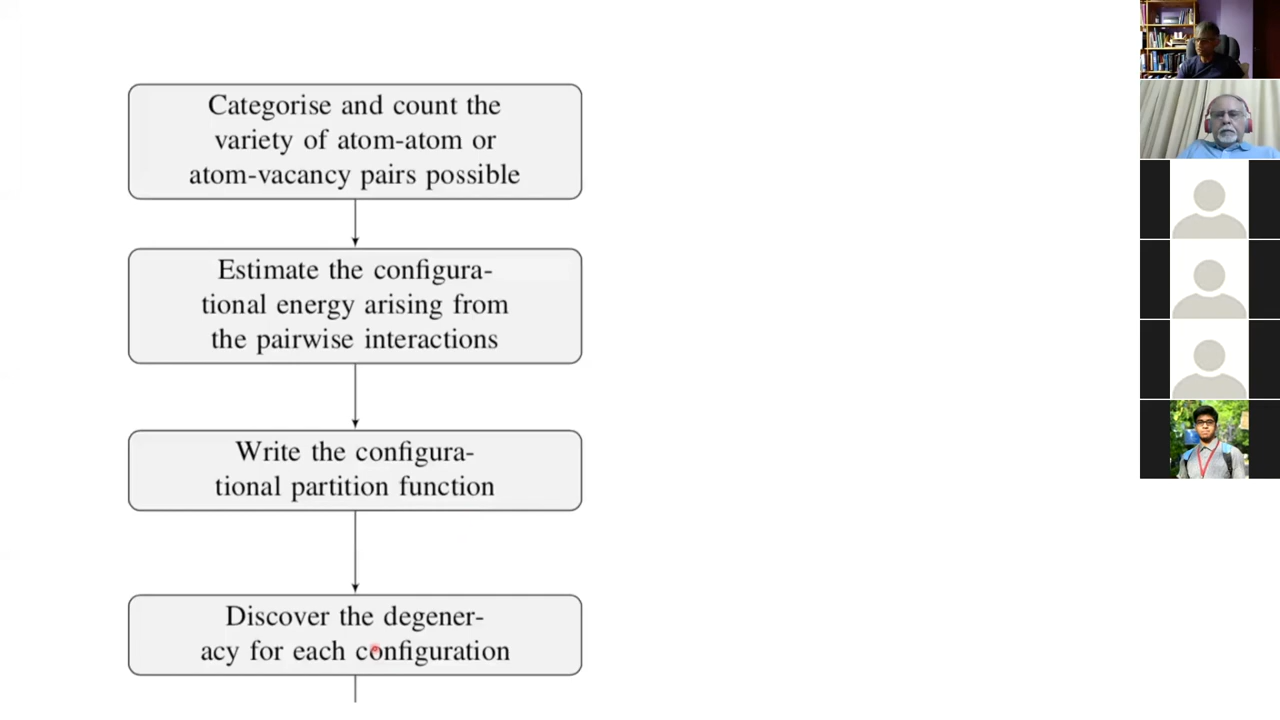 Categorise and count the
variety of atom-atom or
atom-vacancy pairs possible
Estimate the configura-
tional energy arising from
the pairwise interactions
Write the configura-
tional partition function
Discover the degener-
acy for each configuration